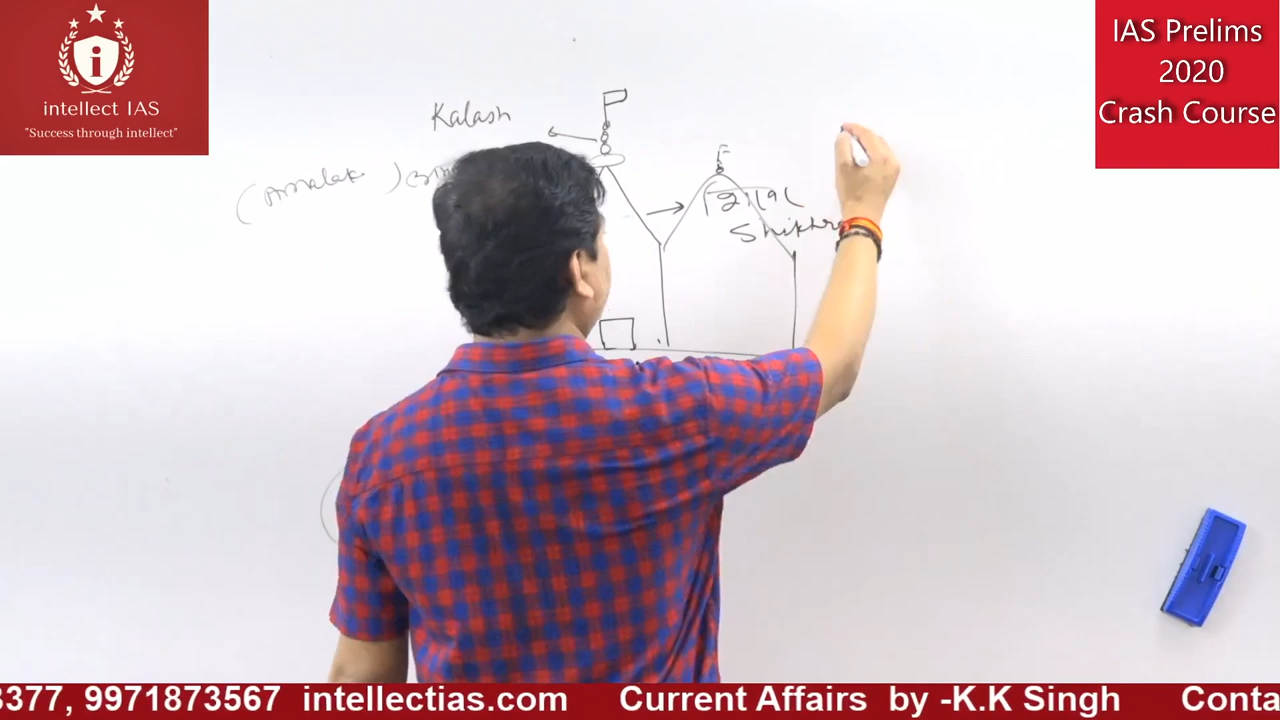 i
intellect IAS
"Success through intellect"
IAS Prelims
2020
Crash Course
Kalash
(Amalak)
शिखर
3377, 9971873567 intellectias.com Current Affairs by -K.K Singh Conta